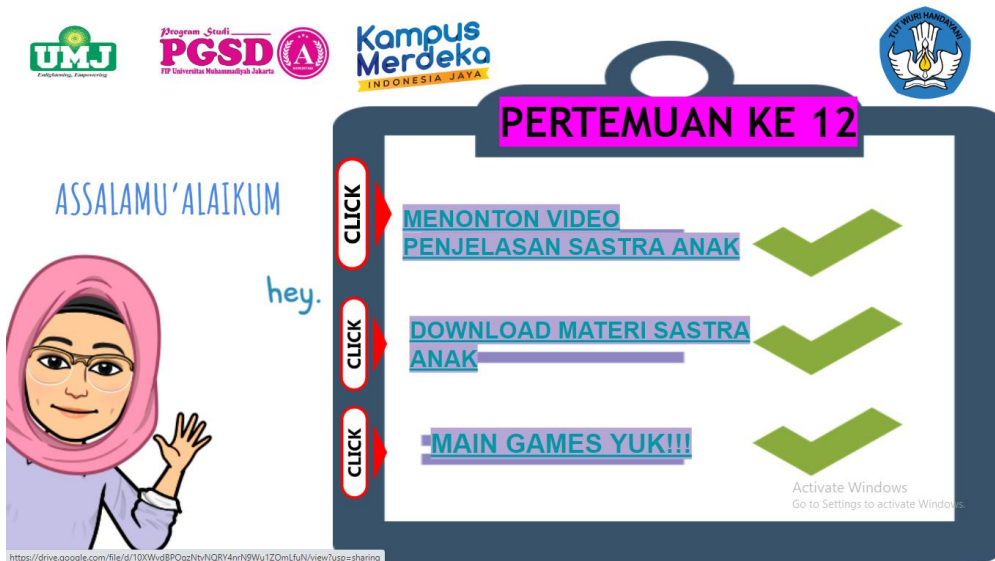 UMJ
Enlightening, Empowering
Program Studi
PGSD
FIP Universitas Muhammadiyah Jakarta
A
Kampus
Merdeka
INDONESIA JAYA
TUT WURI HANDAYANI
PERTEMUAN KE 12
ASSALAMU'ALAIKUM
hey.
CLICK
MENONTON VIDEO
PENJELASAN SASTRA ANAK
CLICK
DOWNLOAD MATERI SASTRA
ANAK
CLICK
MAIN GAMES YUK!!!
Activate Windows
Go to Settings to activate Windows.